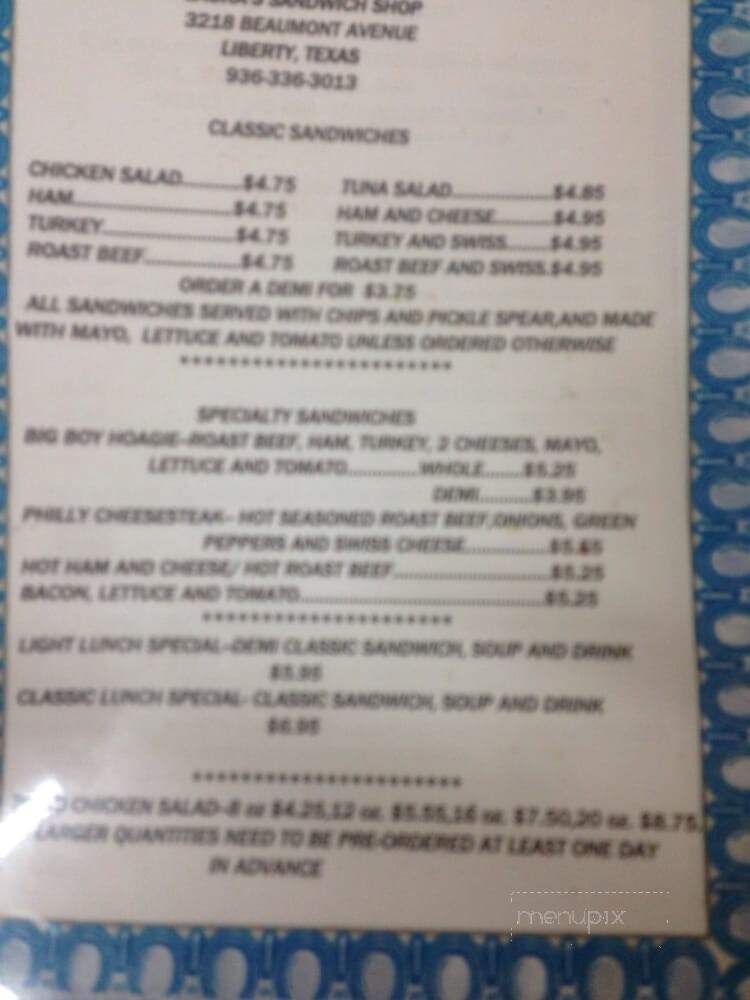 SANDWICH SHOP
3218 BEAUMONT AVENUE
LIBERTY, TEXAS
936-336-3013
CLASSIC SANDWICHES
CHICKEN SALAD..............$4.75 TUNA SALAD......................$4.85
HAM.....................................$4.75 HAM AND CHEESE............$4.95
TURKEY..............................$4.75 TURKEY AND SWISS.........$4.95
ROAST BEEF......................$4.75 ROAST BEEF AND SWISS.$4.95
ORDER A DEMI FOR $3.75
ALL SANDWICHES SERVED WITH CHIPS AND PICKLE SPEAR,AND MADE
WITH MAYO, LETTUCE AND TOMATO UNLESS ORDERED OTHERWISE
***********************
SPECIALTY SANDWICHES
BIG BOY HOAGIE-ROAST BEEF, HAM, TURKEY, 2 CHEESES, MAYO,
LETTUCE AND TOMATO................WHOLE.........$5.25
DEMI...........$3.95
PHILLY CHEESESTEAK- HOT SEASONED ROAST BEEF,ONIONS, GREEN
PEPPERS AND SWISS CHEESE..................
HOT HAM AND CHEESE/ HOT ROAST BEEF..................................$5.25
BACON, LETTUCE AND TOMATO....................................................$5.25
*********************
LIGHT LUNCH SPECIAL-DEMI CLASSIC SANDWICH, SOUP AND DRINK
$5.95
CLASSIC LUNCH SPECIAL- CLASSIC SANDWICH, SOUP AND DRINK
$6.95
***********************
CHICKEN SALAD-8 oz $4.25,12 oz. $5.55,16 oz. $7.50,20 oz. $8.75.
LARGER QUANTITIES NEED TO BE PRE-ORDERED AT LEAST ONE DAY
IN ADVANCE
menupix